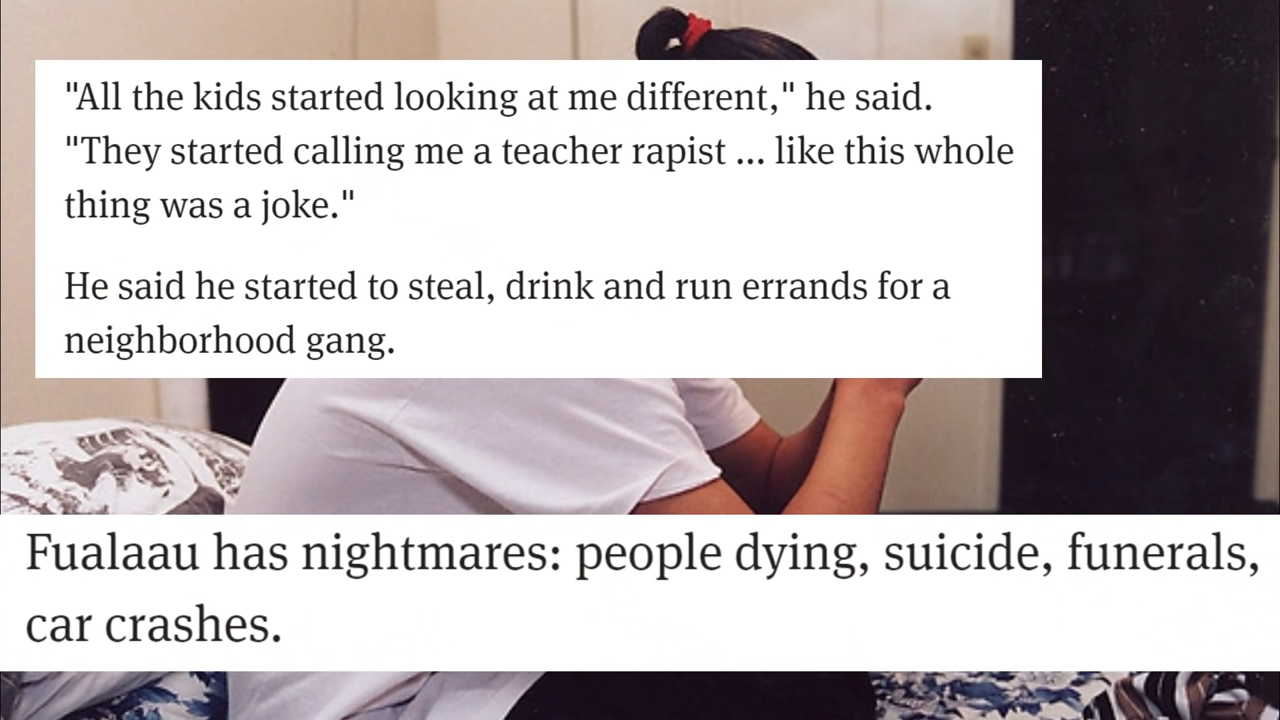 "All the kids started looking at me different," he said.
"They started calling me a teacher rapist ... like this whole
thing was a joke."
He said he started to steal, drink and run errands for a
neighborhood gang.
Fualaau has nightmares: people dying, suicide, funerals,
car crashes.